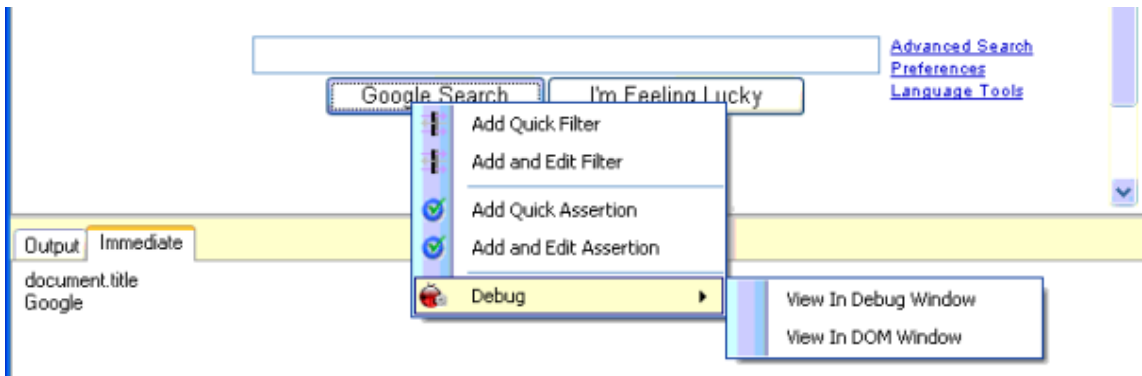 Advanced Search
Preferences
Language Tools
Google Search
I'm Feeling Lucky
Add Quick Filter
Add and Edit Filter
Add Quick Assertion
Add and Edit Assertion
Debug
View In Debug Window
View In DOM Window
Output
Immediate
document.title
Google